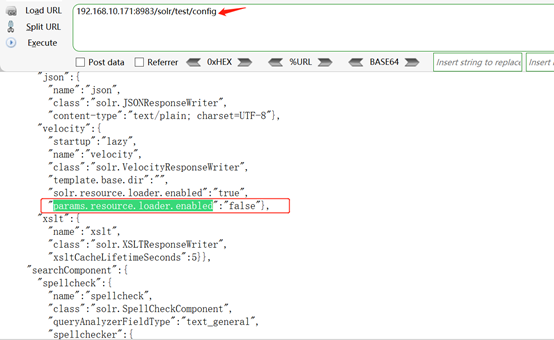 Load URL
192.168.10.171:8983/solr/test/config
Split URL
Execute
Post data Referrer 0xHEX %URL BASE64 Insert string to replace
"json":{
"name":"json",
"class":"solr.JSONResponseWriter",
"content-type":"text/plain; charset=UTF-8"},
"velocity":{
"startup":"lazy",
"name":"velocity",
"class":"solr.VelocityResponseWriter",
"template.base.dir":"",
"solr.resource.loader.enabled":"true",
"params.resource.loader.enabled":"false"},
"xslt":{
"name":"xslt",
"class":"solr.XSLTResponseWriter",
"xsltCacheLifetimeSeconds":5}},
"searchComponent":{
"spellcheck":{
"name":"spellcheck",
"class":"solr.SpellCheckComponent",
"queryAnalyzerFieldType":"text_general",
"spellchecker":{